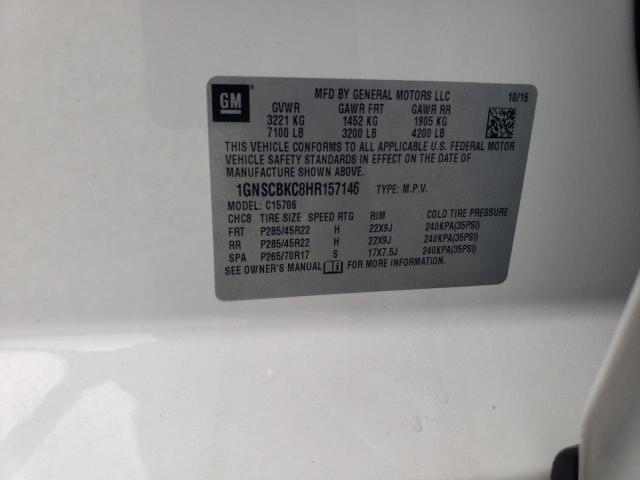 GM
MFD BY GENERAL MOTORS LLC 10/16
GVWR GAWR FRT GAWR RR
3221 KG 1452 KG 1905 KG
7100 LB 3200 LB 4200 LB
THIS VEHICLE CONFORMS TO ALL APPLICABLE U.S. FEDERAL MOTOR
VEHICLE SAFETY STANDARDS IN EFFECT ON THE DATE OF
MANUFACTURE SHOWN ABOVE.
1GNSCBKC8HR157146 TYPE: M.P.V.
MODEL: C15706
CHC8 TIRE SIZE SPEED RTG RIM COLD TIRE PRESSURE
FRT P285/45R22 H 22X9J 240KPA(35PSI)
RR P285/45R22 H 22X9J 240KPA(35PSI)
SPA P265/70R17 S 17X7.5J 240KPA(35PSI)
SEE OWNER'S MANUAL FOR MORE INFORMATION.